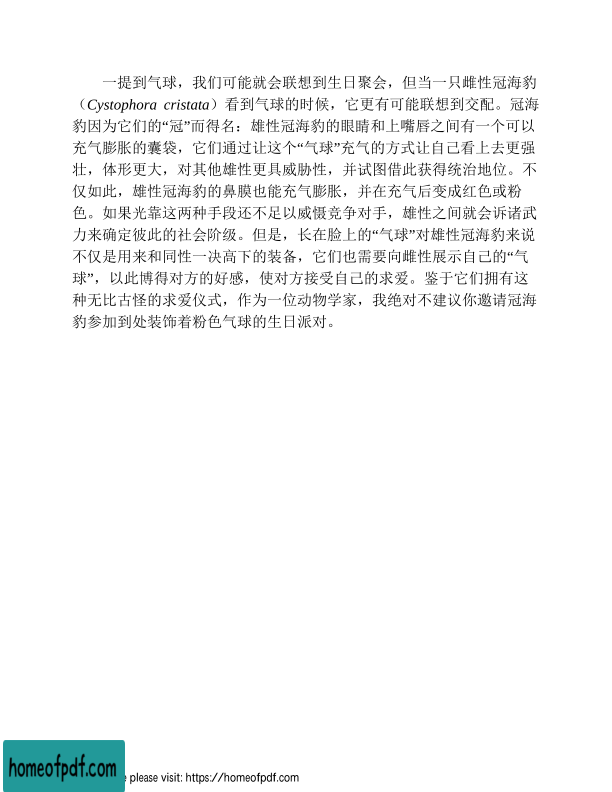 一提到气球，我们可能就会联想到生日聚会，但当一只雌性冠海豹
（Cystophora cristata）看到气球的时候，它更有可能联想到交配。冠海
豹因为它们的“冠”而得名：雄性冠海豹的眼睛和上嘴唇之间有一个可以
充气膨胀的囊袋，它们通过让这个“气球”充气的方式让自己看上去更强
壮，体形更大，对其他雄性更具威胁性，并试图借此获得统治地位。不
仅如此，雄性冠海豹的鼻膜也能充气膨胀，并在充气后变成红色或粉
色。如果光靠这两种手段还不足以威慑竞争对手，雄性之间就会诉诸武
力来确定彼此的社会阶级。但是，长在脸上的“气球”对雄性冠海豹来说
不仅是用来和同性一决高下的装备，它们也需要向雌性展示自己的“气
球”，以此博得对方的好感，使对方接受自己的求爱。鉴于它们拥有这
种无比古怪的求爱仪式，作为一位动物学家，我绝对不建议你邀请冠海
豹参加到处装饰着粉色气球的生日派对。
homeofpdf.com
please visit: https://homeofpdf.com